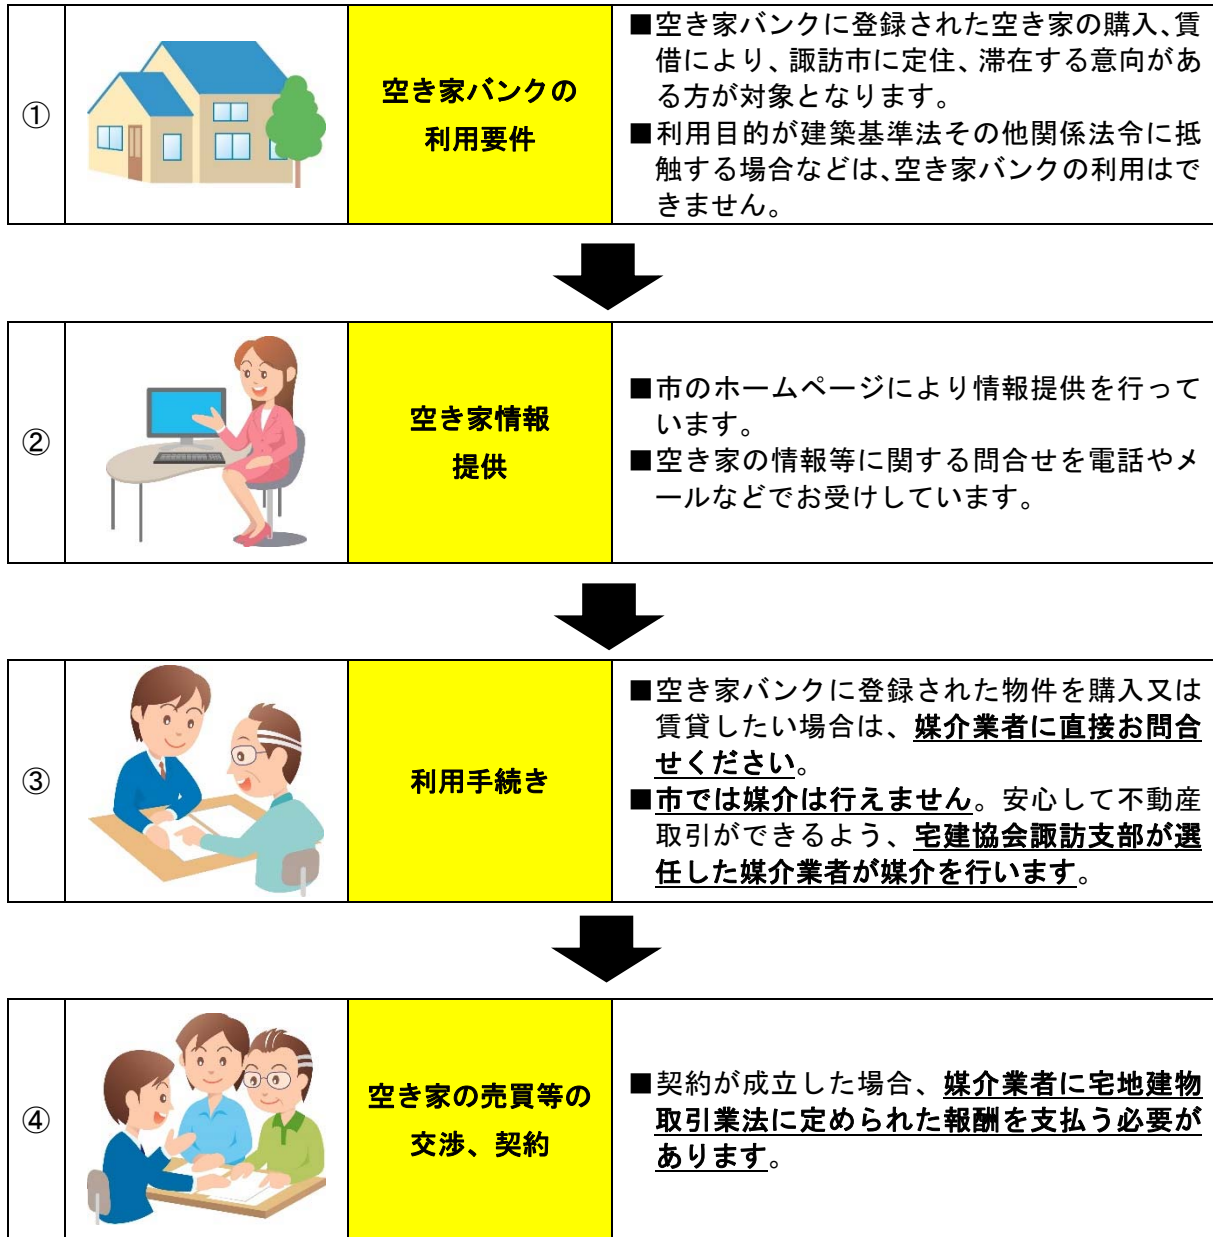 ①
空き家バンクの
利用要件
■空き家バンクに登録された空き家の購入、賃
借により、諏訪市に定住、滞在する意向があ
る方が対象となります。
■利用目的が建築基準法その他関係法令に抵
触する場合などは、空き家バンクの利用はで
きません。
②
空き家情報
提供
■市のホームページにより情報提供を行って
います。
■空き家の情報等に関する問合せを電話やメ
ールなどでお受けしています。
③
利用手続き
■空き家バンクに登録された物件を購入又は
賃貸したい場合は、媒介業者に直接お問合
せください。
■市では媒介は行えません。安心して不動産
取引ができるよう、宅建協会諏訪支部が選
任した媒介業者が媒介を行います。
④
空き家の売買等の
交渉、契約
■契約が成立した場合、媒介業者に宅地建物
取引業法に定められた報酬を支払う必要が
あります。